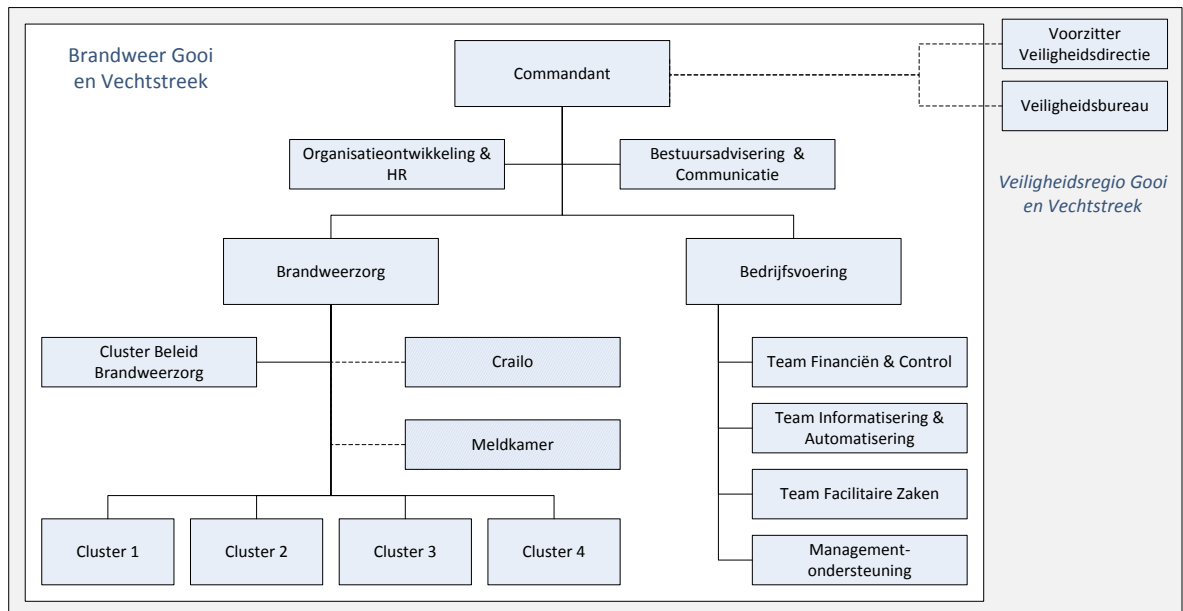 Brandweer Gooi
en Vechtstreek
Commandant
Voorzitter
Veiligheidsdirectie
Veiligheidsbureau
Organisatieontwikkeling &
HR
Bestuursadvisering &
Communicatie
Veiligheidsregio Gooi
en Vechtstreek
Brandweerzorg
Bedrijfsvoering
Cluster Beleid
Brandweerzorg
Crailo
Meldkamer
Team Financiën & Control
Team Informatisering &
Automatisering
Team Facilitaire Zaken
Management-
ondersteuning
Cluster 1
Cluster 2
Cluster 3
Cluster 4